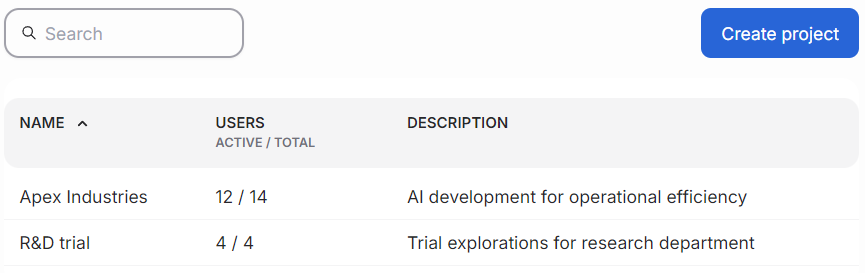 Search
Create project
NAME
USERS
DESCRIPTION
ACTIVE / TOTAL
Apex Industries
12 / 14
AI development for operational efficiency
R&D trial
4 / 4
Trial explorations for research department